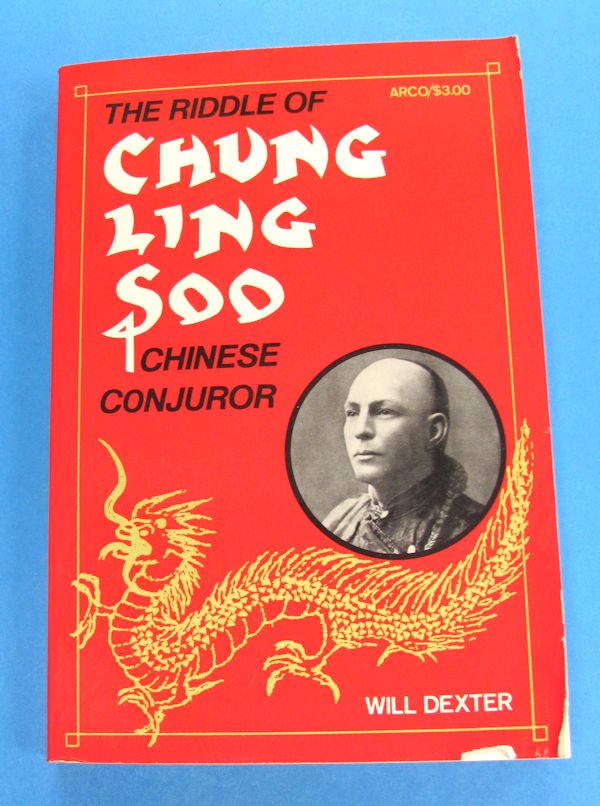 THE RIDDLE OF
ARCO/$3.00
CHUNG
LING
SOO
CHINESE
CONJUROR
WILL DEXTER